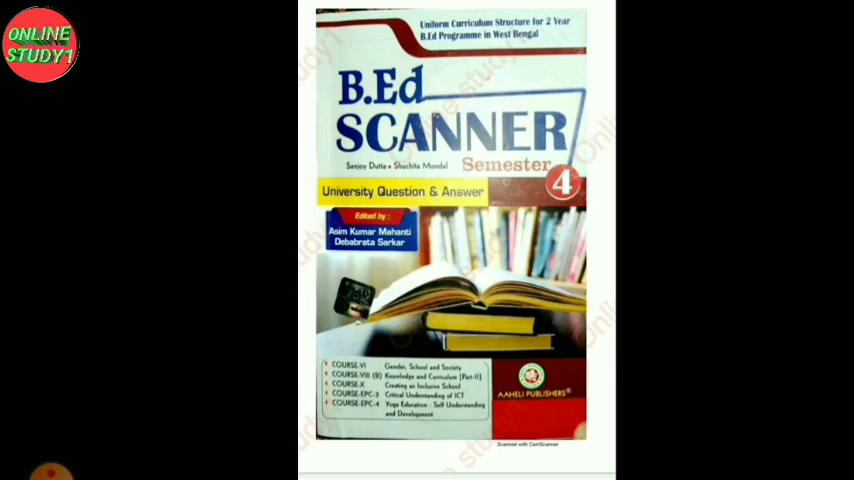 ONLINE
STUDY1
Uniform Curriculum Structure for 2 Year
B.Ed Programme in West Bengal
B.Ed
SCANNER
Sanjoy Dutta • Shuchita Mondal
Semester 4
University Question & Answer
Edited by :
Asim Kumar Mahanti
Debabrata Sarkar
COURSE-VI Gender, School and Society
COURSE-VIII (B) Knowledge and Curriculum [Part-II]
COURSE-X Creating an Inclusive School
COURSE-EPC-3 Critical Understanding of ICT
COURSE-EPC-4 Yoga Education : Self Understanding
and Development
AAHELI PUBLISHERS®
Scanned with CamScanner
Online study1